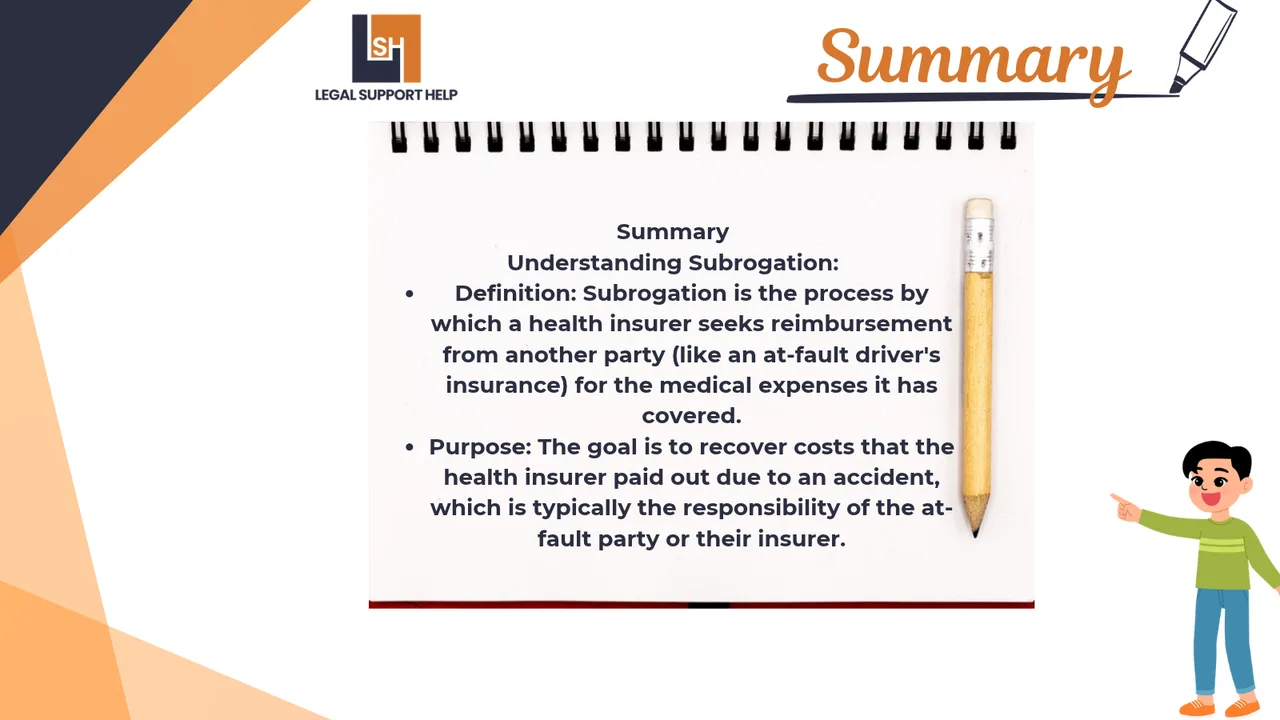 SH
LEGAL SUPPORT HELP
Summary
Summary
Understanding Subrogation:
• Definition: Subrogation is the process by
which a health insurer seeks reimbursement
from another party (like an at-fault driver's
insurance) for the medical expenses it has
covered.
• Purpose: The goal is to recover costs that the
health insurer paid out due to an accident,
which is typically the responsibility of the at-
fault party or their insurer.